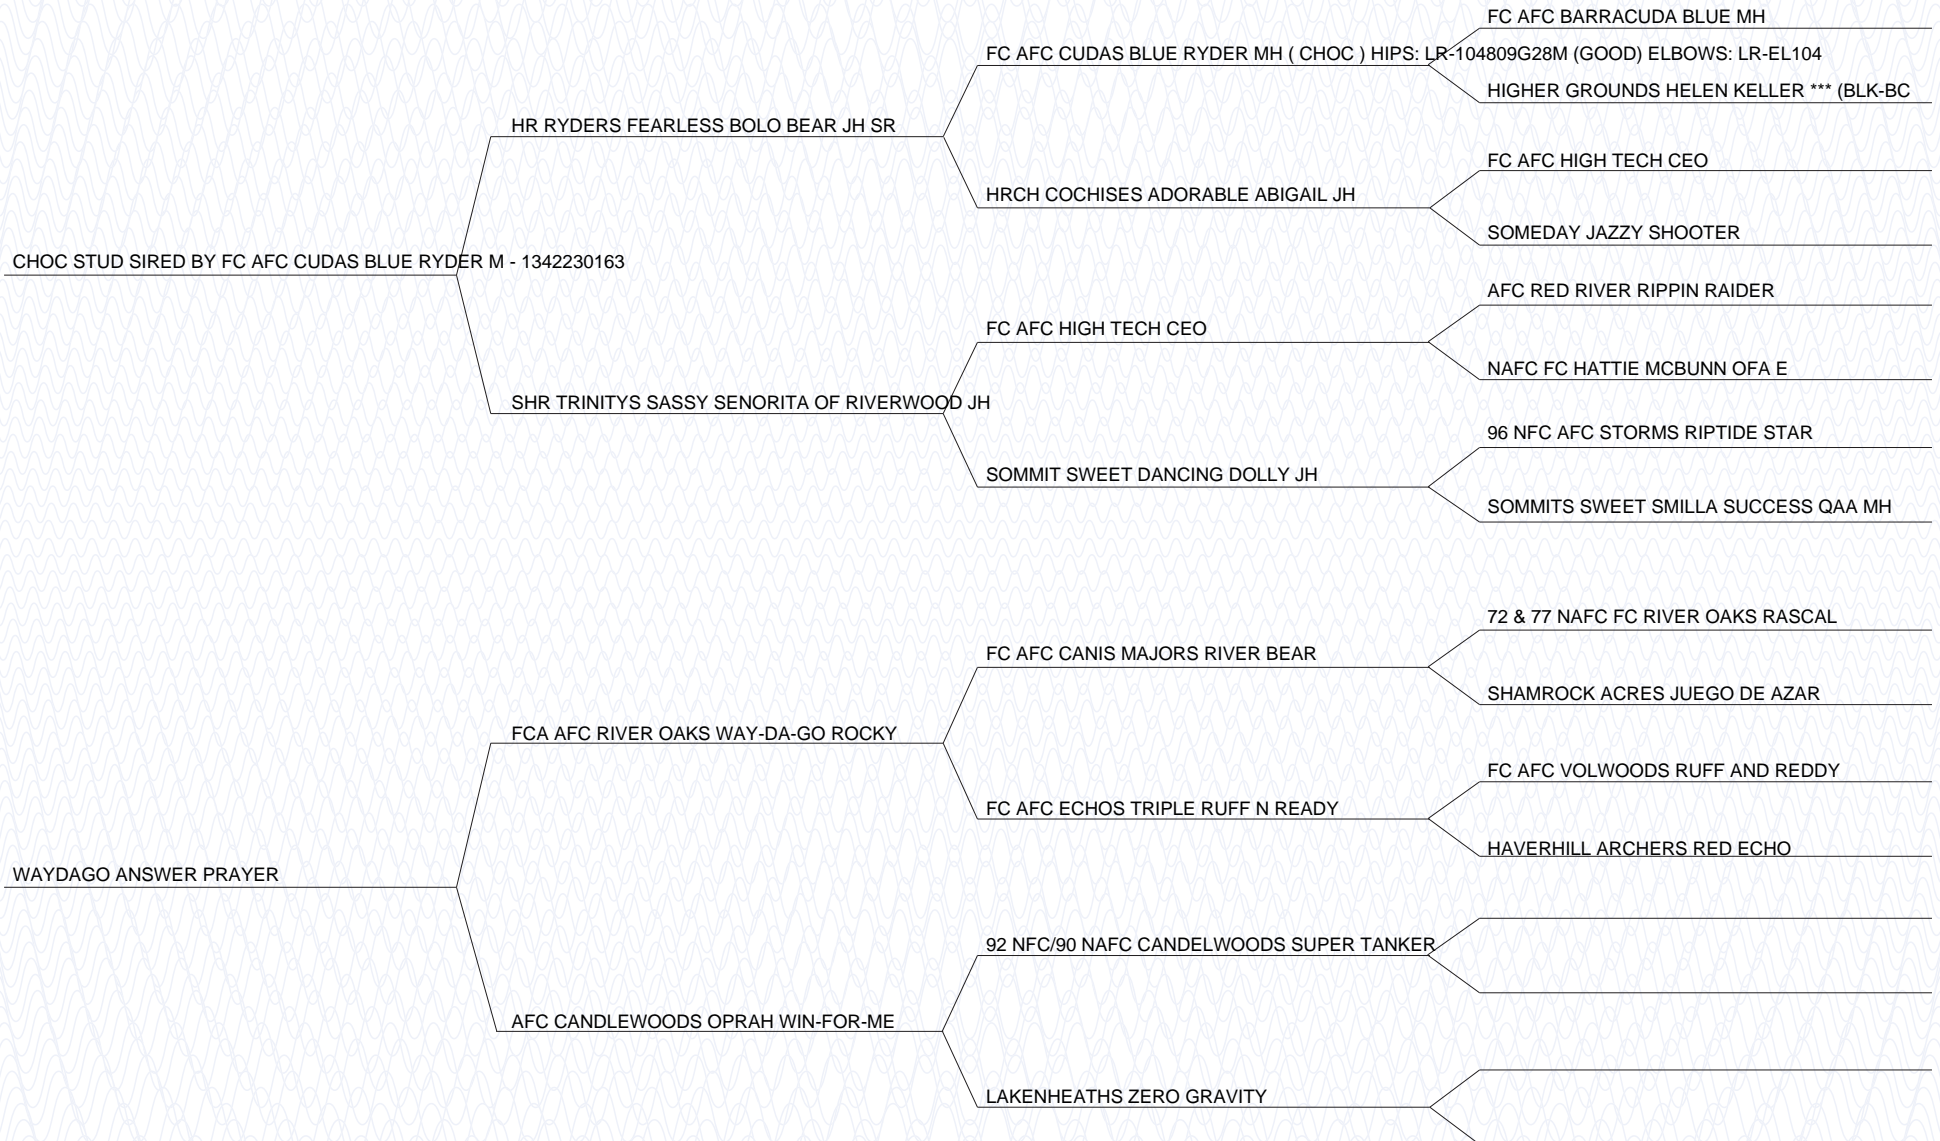 FC AFC BARRACUDA BLUE MH
FC AFC CUDAS BLUE RYDER MH ( CHOC ) HIPS: LR-104809G28M (GOOD) ELBOWS: LR-EL104
HIGHER GROUNDS HELEN KELLER *** (BLK-BC
HR RYDERS FEARLESS BOLO BEAR JH SR
FC AFC HIGH TECH CEO
HRCH COCHISES ADORABLE ABIGAIL JH
SOMEDAY JAZZY SHOOTER
CHOC STUD SIRED BY FC AFC CUDAS BLUE RYDER M - 1342230163
AFC RED RIVER RIPPIN RAIDER
FC AFC HIGH TECH CEO
NAFC FC HATTIE MCBUNN OFA E
SHR TRINITYS SASSY SENORITA OF RIVERWOOD JH
96 NFC AFC STORMS RIPTIDE STAR
SOMMIT SWEET DANCING DOLLY JH
SOMMITS SWEET SMILLA SUCCESS QAA MH
72 & 77 NAFC FC RIVER OAKS RASCAL
FC AFC CANIS MAJORS RIVER BEAR
SHAMROCK ACRES JUEGO DE AZAR
FCA AFC RIVER OAKS WAY-DA-GO ROCKY
FC AFC VOLWOODS RUFF AND REDDY
FC AFC ECHOS TRIPLE RUFF N READY
HAVERHILL ARCHERS RED ECHO
WAYDAGO ANSWER PRAYER
92 NFC/90 NAFC CANDELWOODS SUPER TANKER
AFC CANDLEWOODS OPRAH WIN-FOR-ME
LAKENHEATHS ZERO GRAVITY